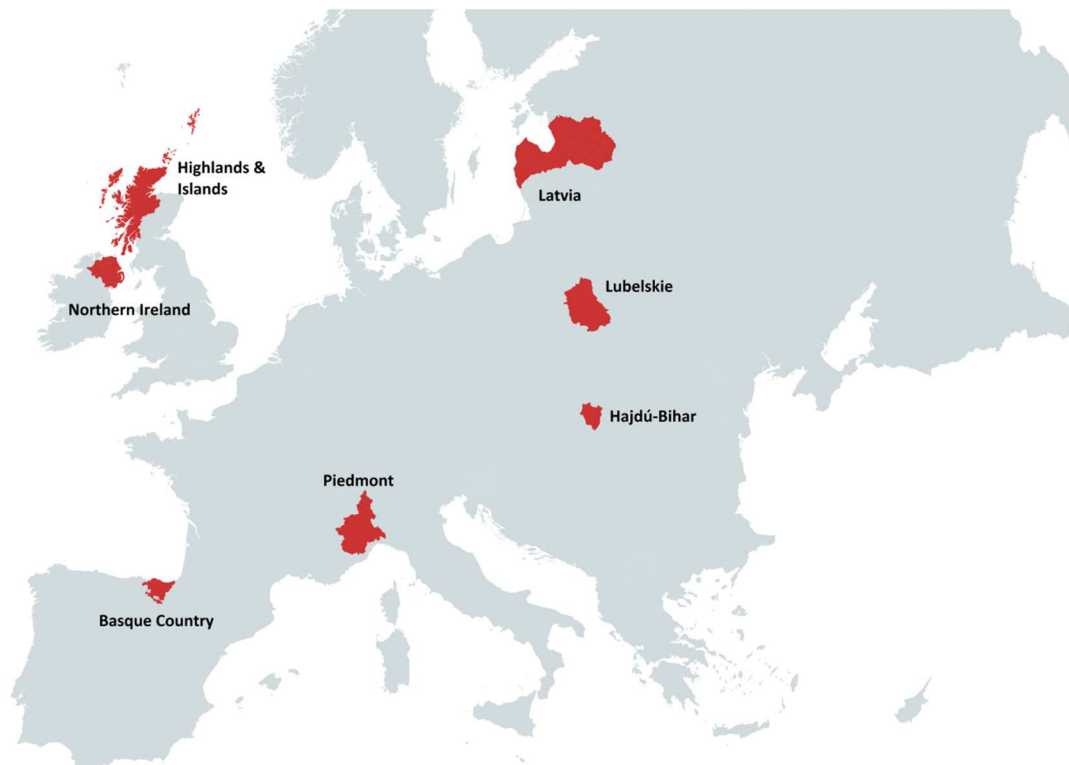 Highlands &
Islands
Latvia
Northern Ireland
Lubelskie
Hajdú-Bihar
Piedmont
Basque Country